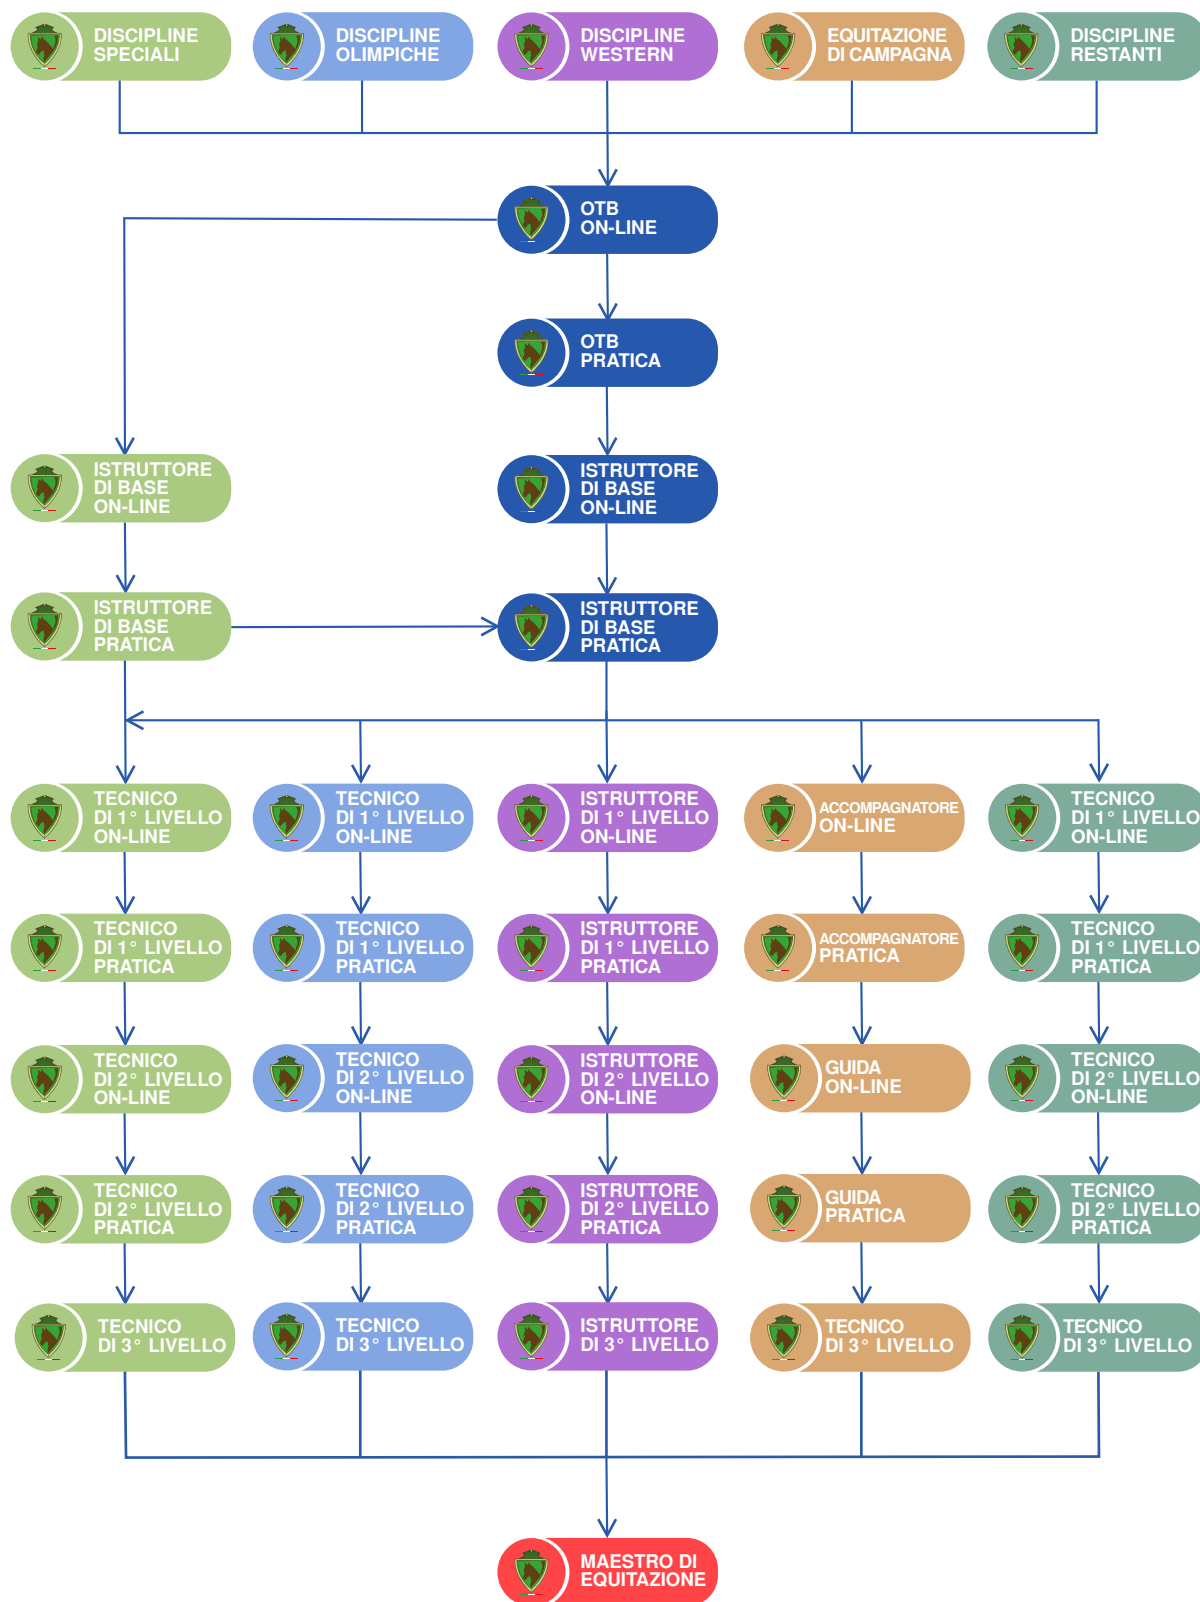 DISCIPLINE
SPECIALI
DISCIPLINE
OLIMPICHE
DISCIPLINE
WESTERN
EQUITAZIONE
DI CAMPAGNA
DISCIPLINE
RESTANTI
OTB
ON-LINE
OTB
PRATICA
ISTRUTTORE
DI BASE
ON-LINE
ISTRUTTORE
DI BASE
ON-LINE
ISTRUTTORE
DI BASE
PRATICA
ISTRUTTORE
DI BASE
PRATICA
TECNICO
DI 1° LIVELLO
ON-LINE
TECNICO
DI 1° LIVELLO
ON-LINE
ISTRUTTORE
DI 1° LIVELLO
ON-LINE
ACCOMPAGNATORE
ON-LINE
TECNICO
DI 1° LIVELLO
ON-LINE
TECNICO
DI 1° LIVELLO
PRATICA
TECNICO
DI 1° LIVELLO
PRATICA
ISTRUTTORE
DI 1° LIVELLO
PRATICA
ACCOMPAGNATORE
PRATICA
TECNICO
DI 1° LIVELLO
PRATICA
TECNICO
DI 2° LIVELLO
ON-LINE
TECNICO
DI 2° LIVELLO
ON-LINE
ISTRUTTORE
DI 2° LIVELLO
ON-LINE
GUIDA
ON-LINE
TECNICO
DI 2° LIVELLO
ON-LINE
TECNICO
DI 2° LIVELLO
PRATICA
TECNICO
DI 2° LIVELLO
PRATICA
ISTRUTTORE
DI 2° LIVELLO
PRATICA
GUIDA
PRATICA
TECNICO
DI 2° LIVELLO
PRATICA
TECNICO
DI 3° LIVELLO
TECNICO
DI 3° LIVELLO
ISTRUTTORE
DI 3° LIVELLO
TECNICO
DI 3° LIVELLO
TECNICO
DI 3° LIVELLO
MAESTRO DI
EQUITAZIONE